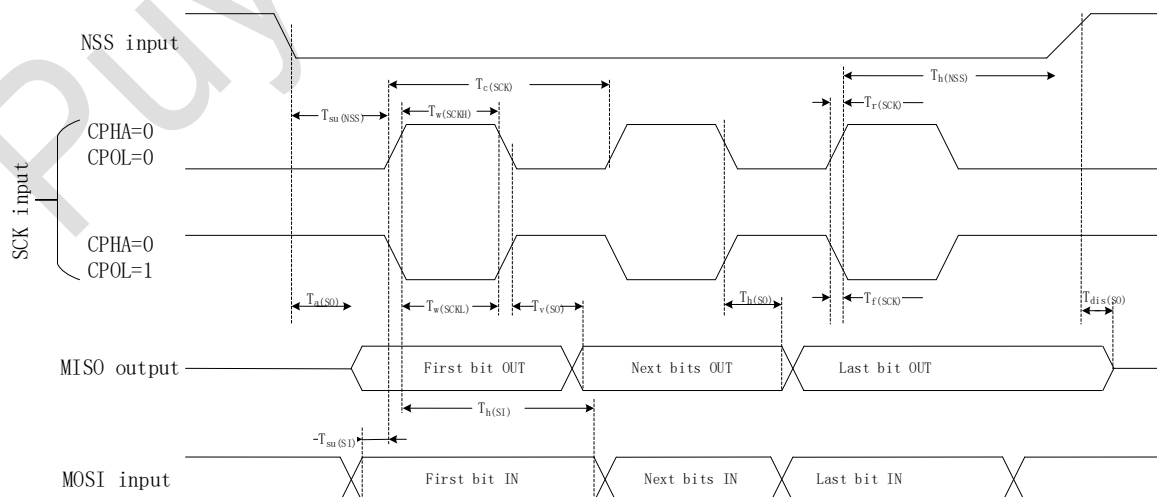 NSS input
Tc(SCK)
Th(NSS)
Tsu(NSS)
Tw(SCKH)
Tr(SCK)
CPHA=0
CPOL=0
SCK input
CPHA=0
CPOL=1
Ta(SO)
Tw(SCKL)
Tv(SO)
Th(SO)
Tf(SCK)
Tdis(SO)
MISO output
First bit OUT
Next bits OUT
Last bit OUT
Th(SI)
Tsu(SI)
MOSI input
First bit IN
Next bits IN
Last bit IN
Puy